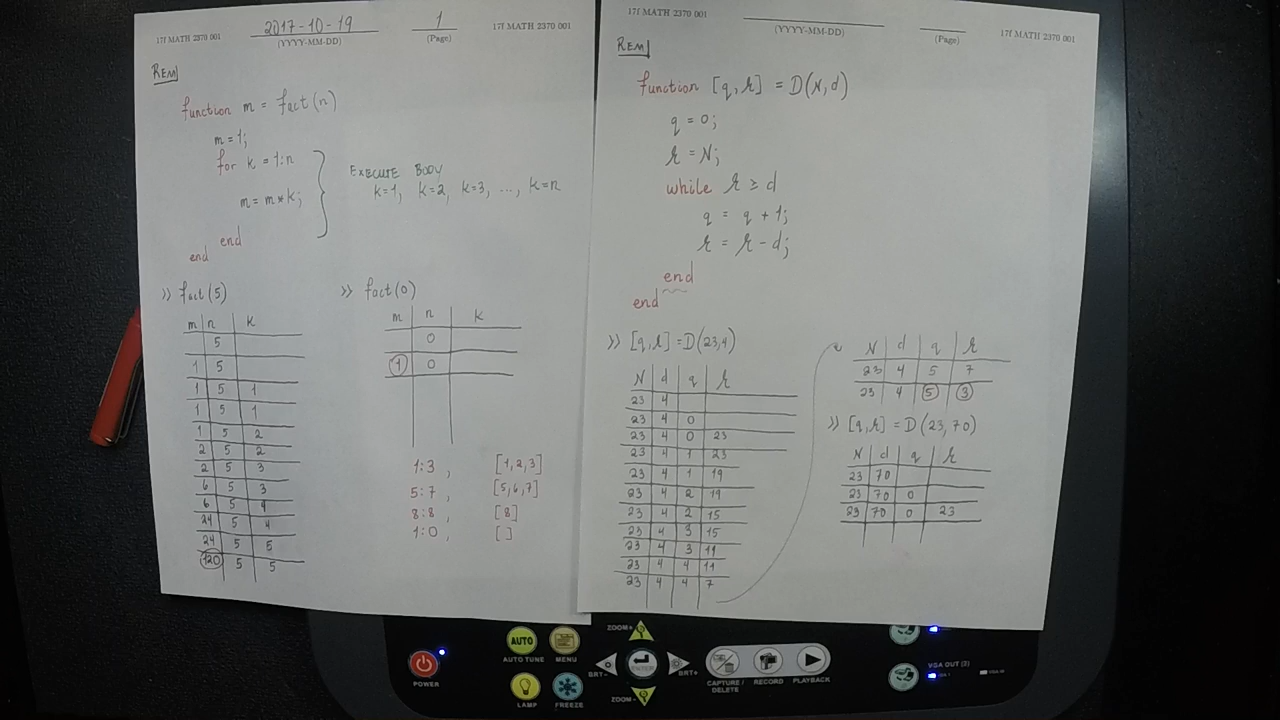 17f MATH 2370 001
2017-10-19
(YYYY-MM-DD)
1
(Page)
17f MATH 2370 001
REM
function m = fact(n)
m=1;
for k = 1:n
m = m*k;
end
end
EXECUTE BODY
k=1, k=2, k=3, ..., k=n
>> fact(5)
m n k
5
1 5
1 5 1
1 5 1
1 5 2
2 5 2
2 5 3
6 5 3
6 5 4
24 5 4
24 5 5
120 5 5
>> fact(0)
m n k
0
1 0
1:3 , [1,2,3]
5:7 , [5,6,7]
8:8 , [8]
1:0 , [ ]
17f MATH 2370 001
(YYYY-MM-DD)
(Page)
17f MATH 2370 001
REM
function [q,r] = D(N,d)
q = 0;
r = N;
while r ≥ d
q = q + 1;
r = r - d;
end
end
>> [q,r] = D(23,4)
N d q r
23 4
23 4 0
23 4 0 23
23 4 1 23
23 4 1 19
23 4 2 19
23 4 2 15
23 4 3 15
23 4 3 11
23 4 4 11
23 4 4 7
N d q r
23 4 5 7
23 4 5 3
>> [q,r] = D(23,70)
N d q r
23 70
23 70 0
23 70 0 23
POWER
AUTO
AUTO TUNE
MENU
LAMP
FREEZE
ZOOM+
BRT-
ENTER
BRT+
ZOOM-
CAPTURE/
DELETE
RECORD
PLAYBACK
VGA OUT (2)